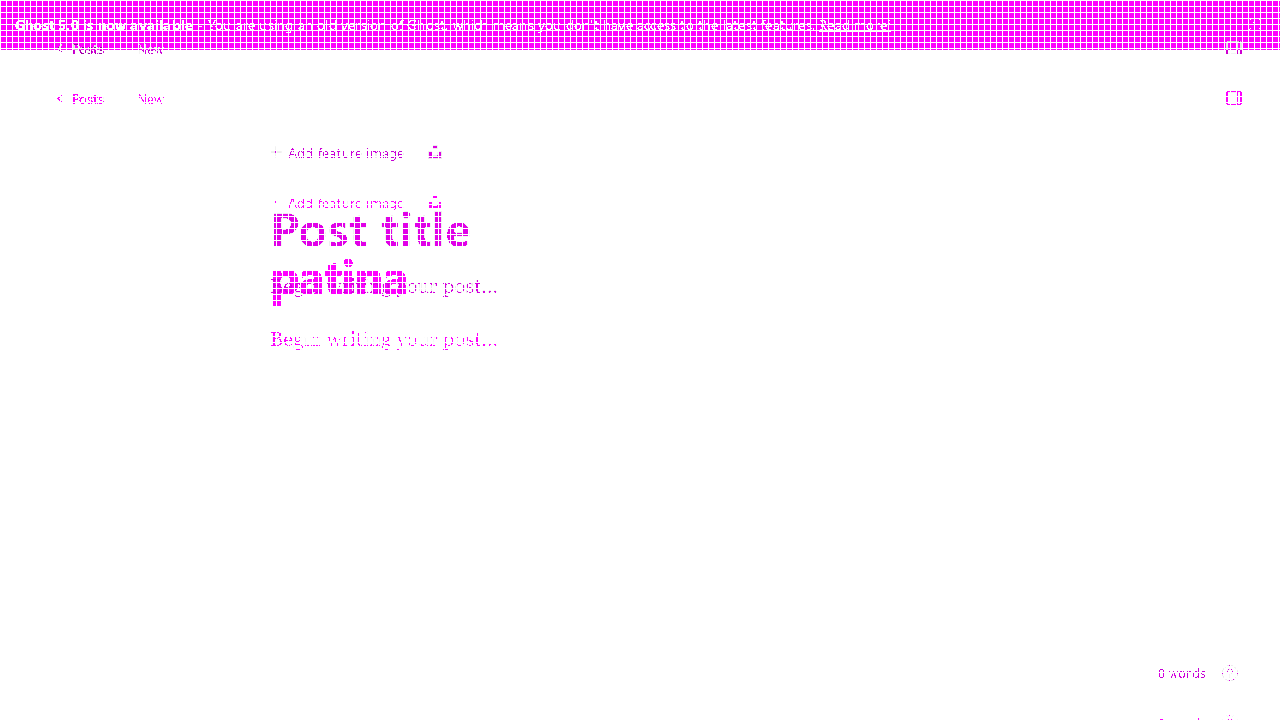 Ghost 5.0 is now available - You are using an old version of Ghost, which means you don't have access to the latest features. Read more
< Posts New
< Posts New
+ Add feature image
+ Add feature image
Post title
patina
Begin writing your post...
Begin writing your post...
0 words